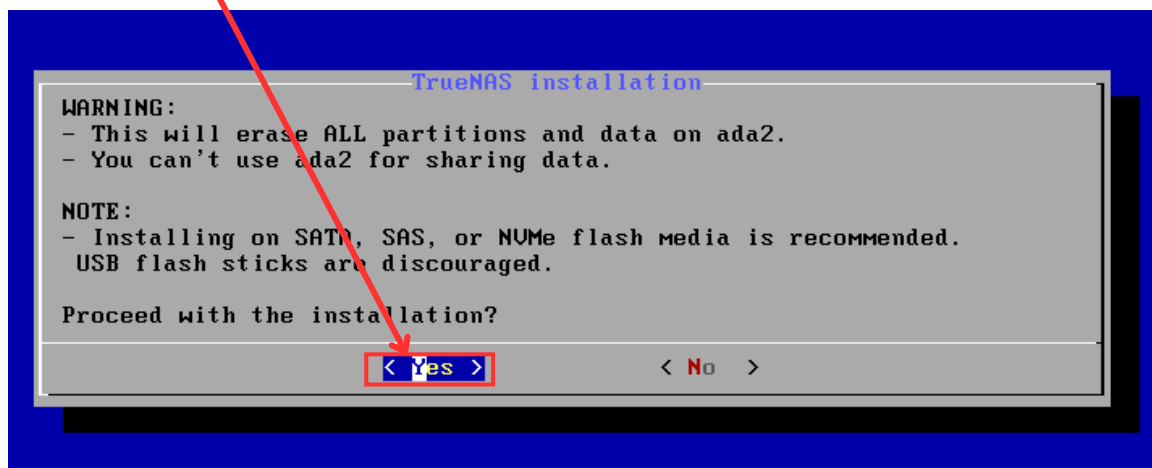 TrueNAS installation
WARNING:
- This will erase ALL partitions and data on ada2.
- You can't use ada2 for sharing data.
NOTE:
- Installing on SATA, SAS, or NVMe flash media is recommended.
USB flash sticks are discouraged.
Proceed with the installation?
< Yes > < No >